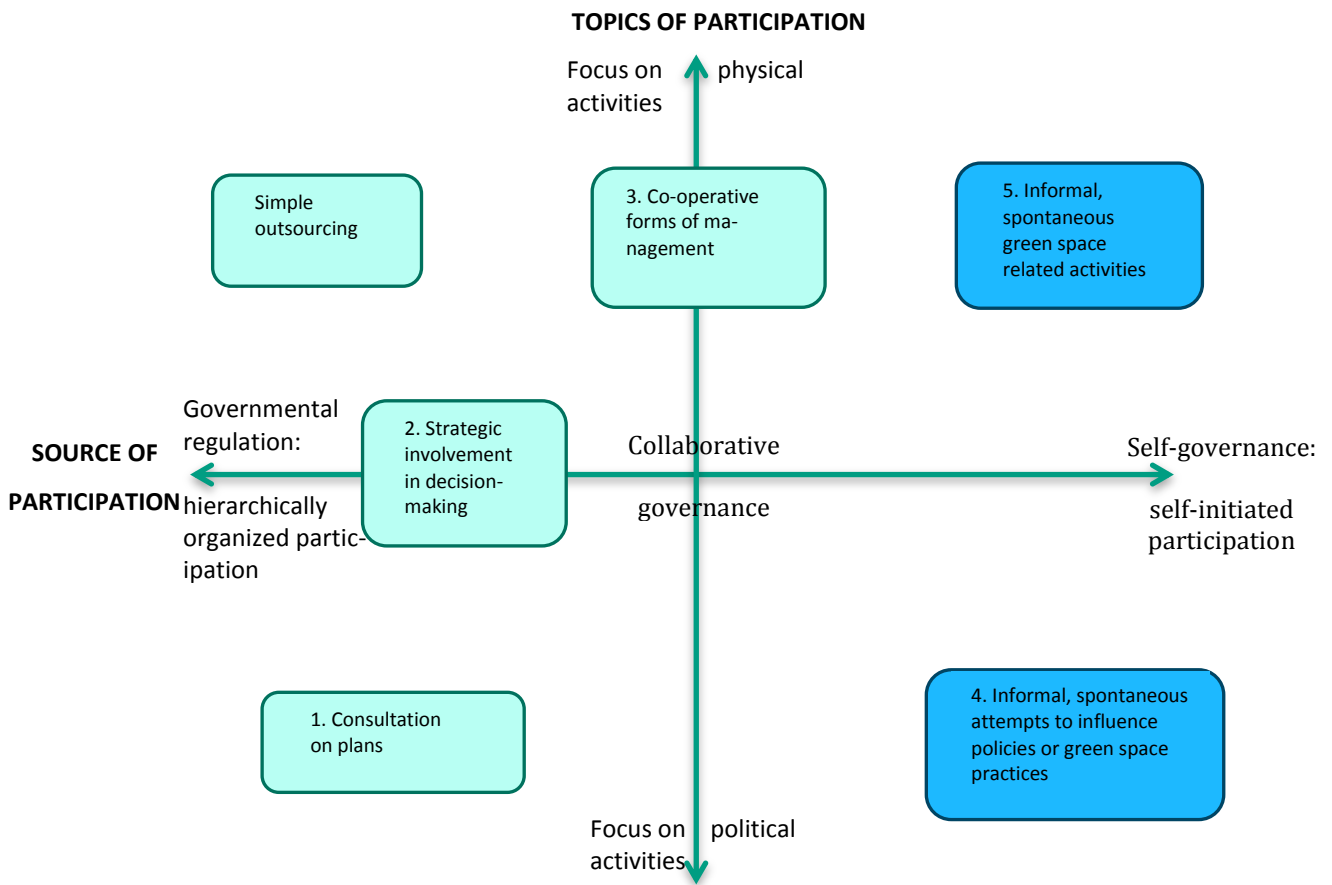 TOPICS OF PARTICIPATION
Focus on physical
activities
Simple
outsourcing
3. Co-operative
forms of ma-
nagement
5. Informal,
spontaneous
green space
related activities
SOURCE OF
PARTICIPATION
Governmental
regulation:
hierarchically
organized partic-
ipation
2. Strategic
involvement
in decision-
making
Collaborative
governance
Self-governance:
self-initiated
participation
1. Consultation
on plans
4. Informal, spontaneous
attempts to influence
policies or green space
practices
Focus on political
activities